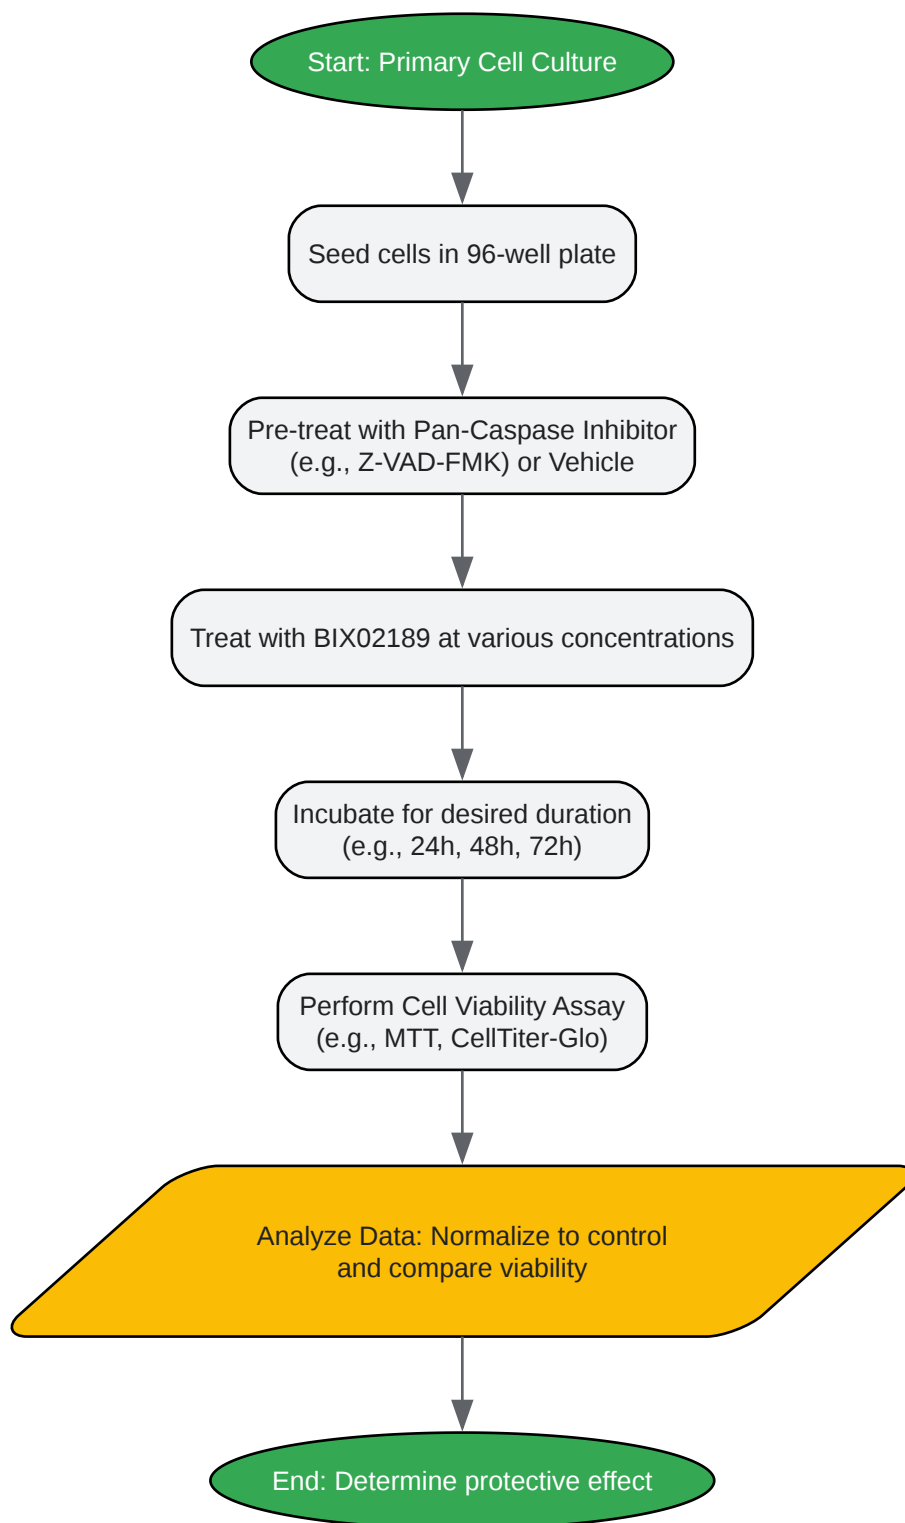 Start: Primary Cell Culture
Seed cells in 96-well plate
Pre-treat with Pan-Caspase Inhibitor
(e.g., Z-VAD-FMK) or Vehicle
Treat with BIX02189 at various concentrations
Incubate for desired duration
(e.g., 24h, 48h, 72h)
Perform Cell Viability Assay
(e.g., MTT, CellTiter-Glo)
Analyze Data: Normalize to control
and compare viability
End: Determine protective effect